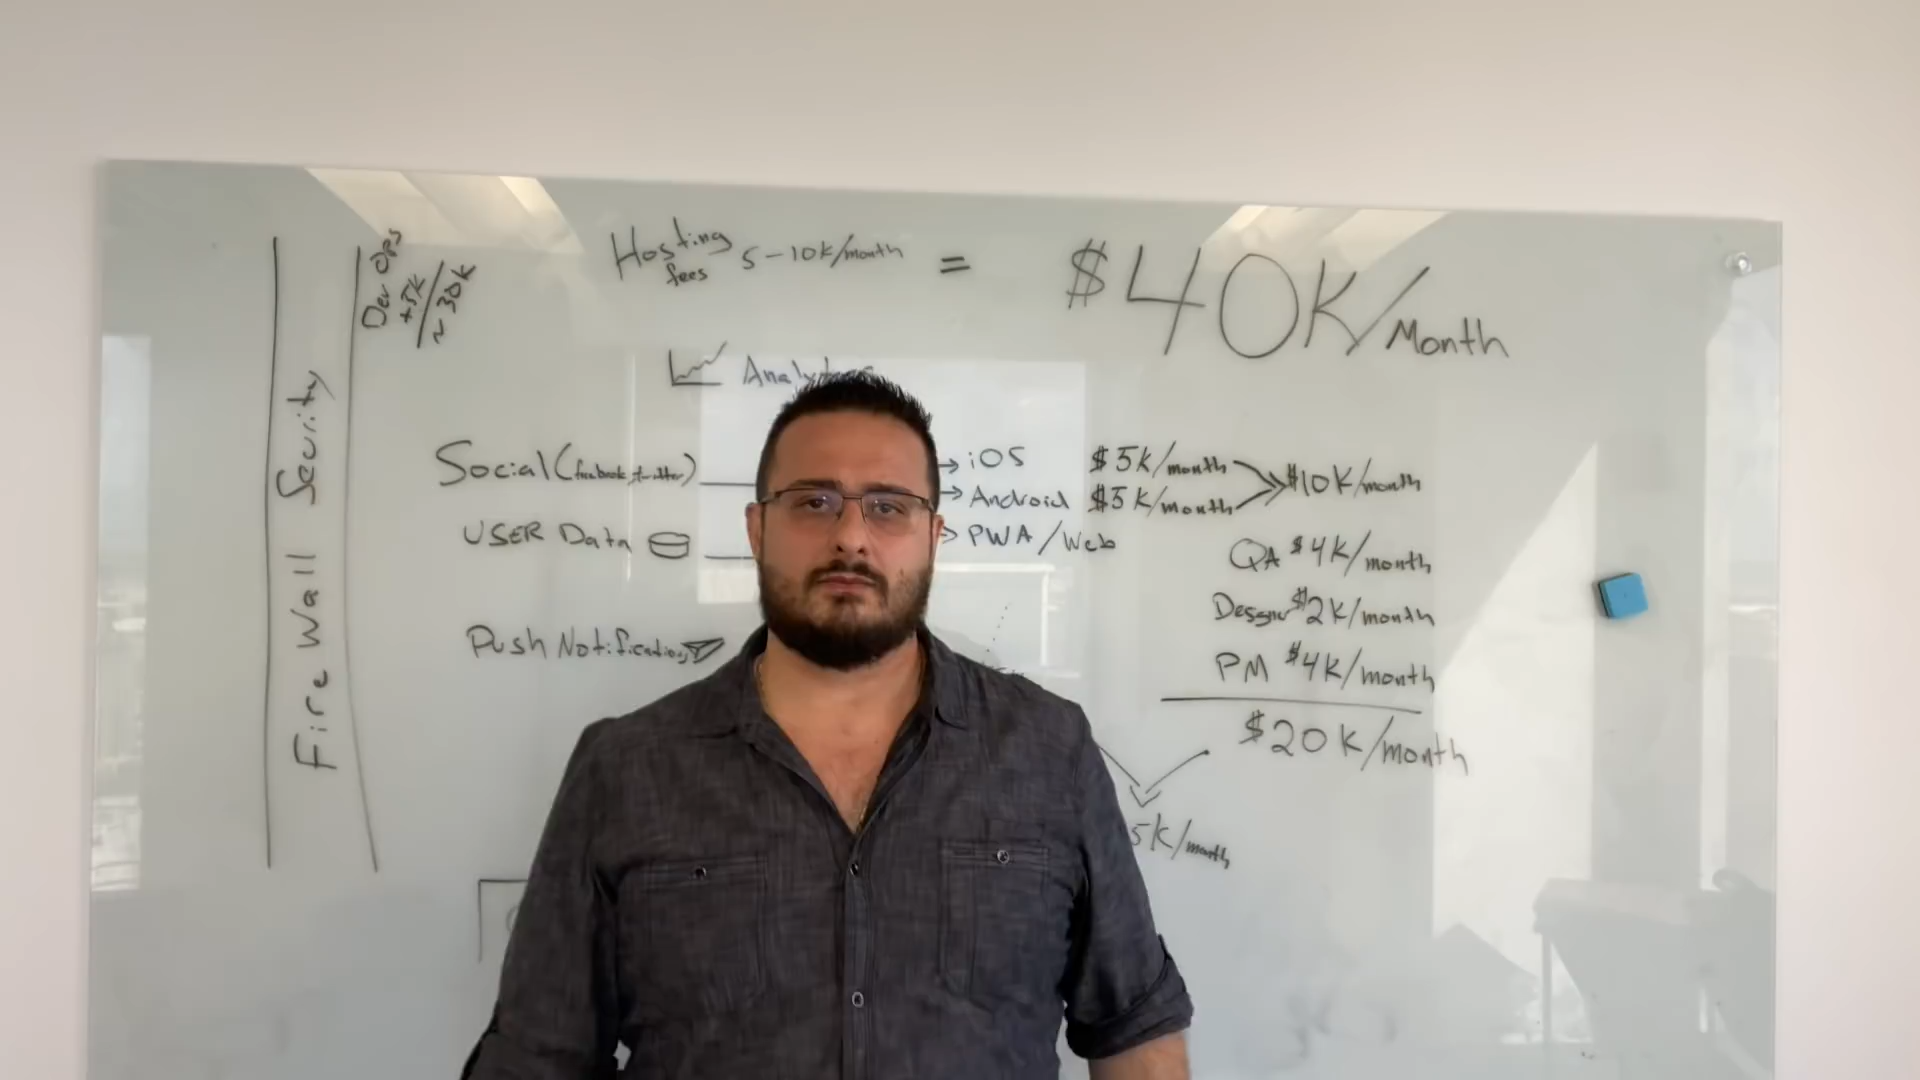 Dev Ops
+5K
~30K
Hosting
fees 5-10K/month = $40K/Month
Fire Wall Security
Social (facebook, twitter)
iOS $5K/month
Android $5K/month
$10K/month
USER Data
PWA/Web
QA $4K/month
$2K/month
Push Notifications
PM $4K/month
$20K/month
5K/month